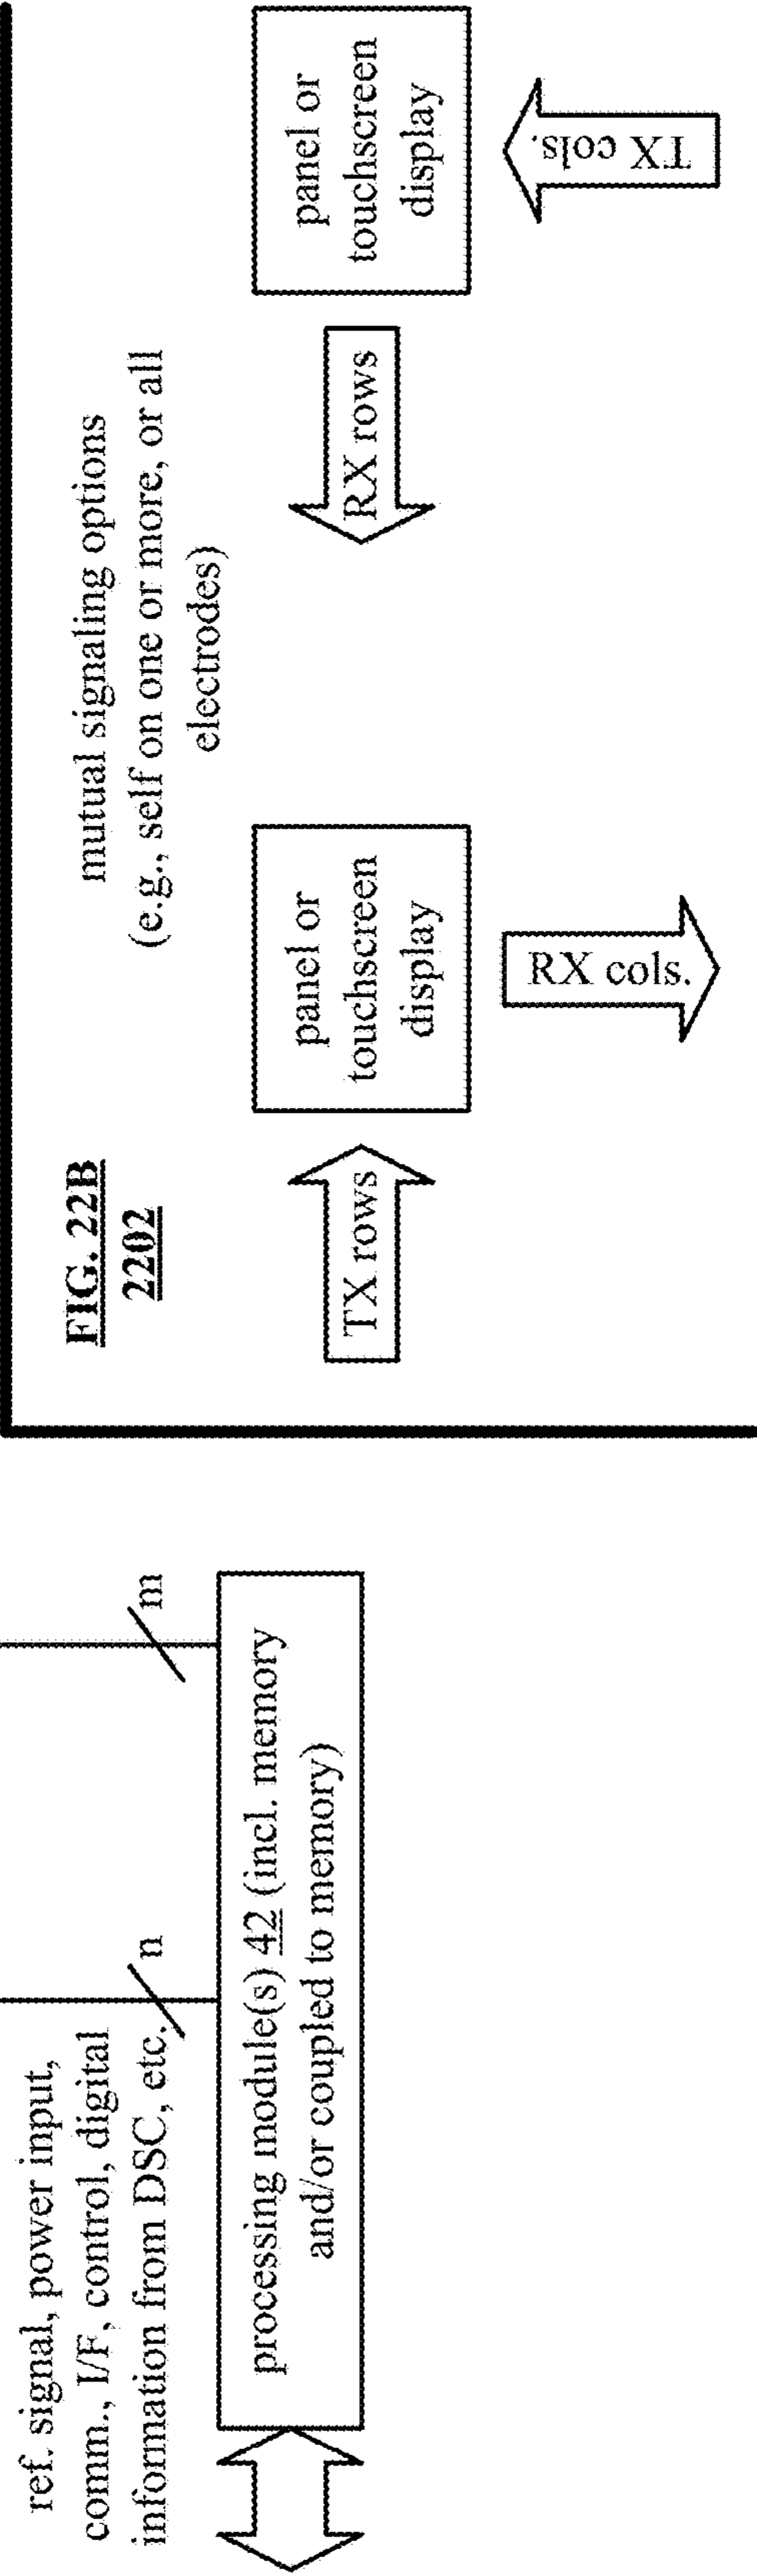 ref. signal, power input,
comm., I/F, control, digital
information from DSC, etc.
n
m
processing module(s) 42 (incl. memory
and/or coupled to memory)
FIG. 22B
2202
mutual signaling options
(e.g., self on one or more, or all
electrodes)
TX rows
panel or
touchscreen
display
RX cols.
RX rows
panel or
touchscreen
display
TX cols.